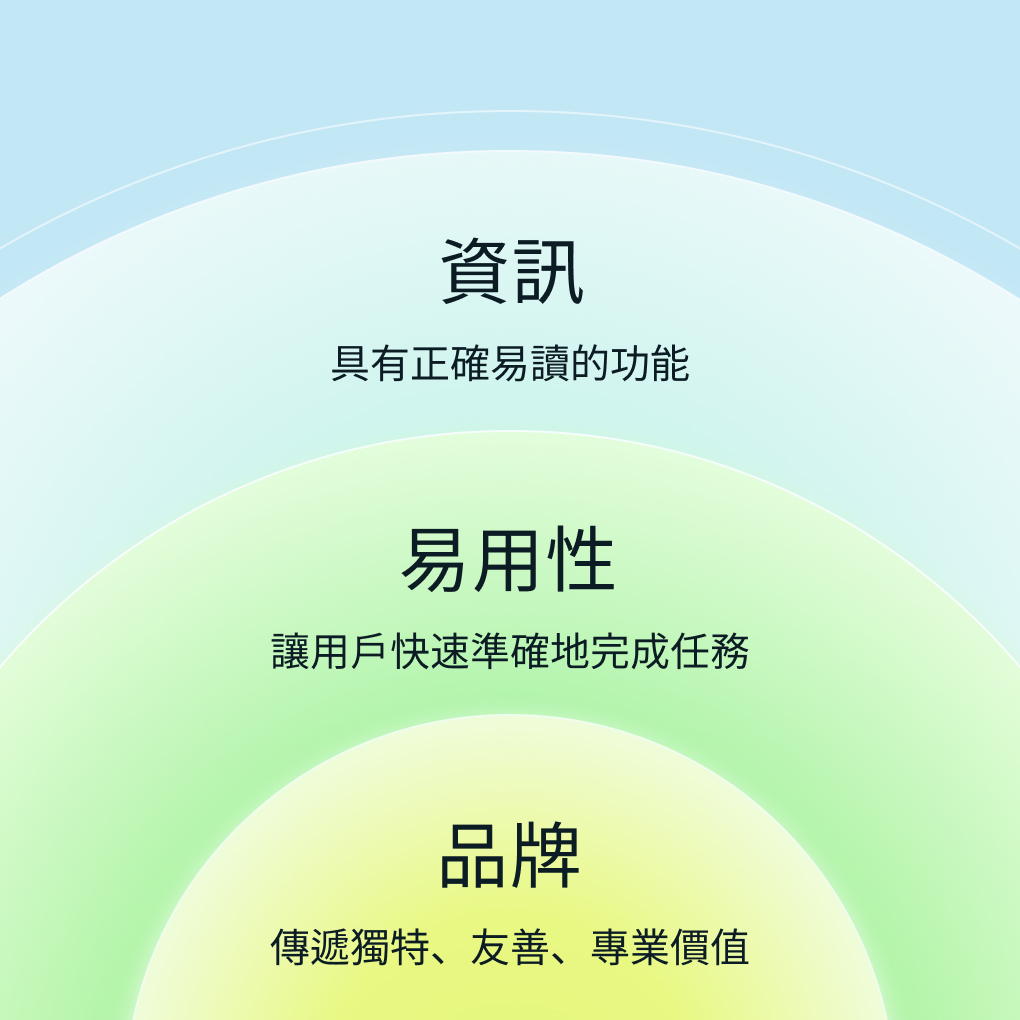 資訊
具有正確易讀的功能
易用性
讓用戶快速準確地完成任務
品牌
傳遞獨特、友善、專業價值